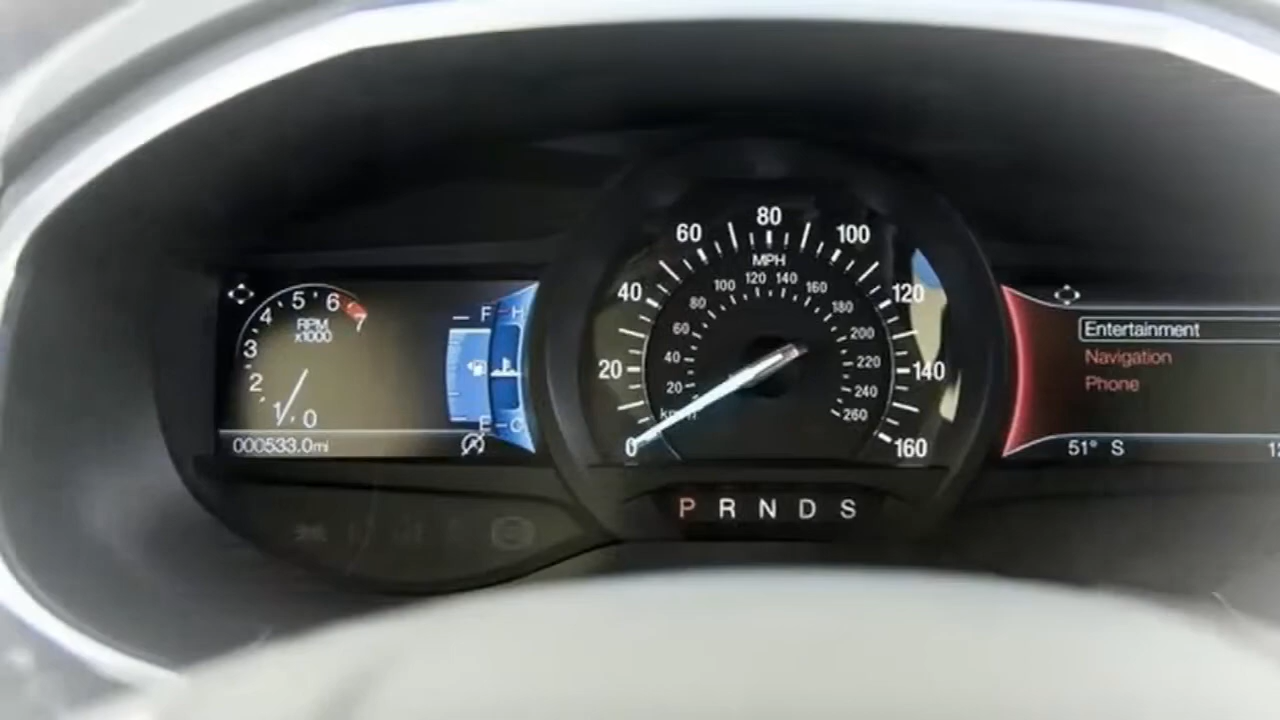 0
1
2
3
4
5
6
7
RPM
x1000
F
H
E
C
000533.0mi
0
20
40
60
80
100
120
140
160
MPH
20
40
60
80
100
120
140
160
180
200
220
240
260
P R N D S
Entertainment
Navigation
Phone
51° S